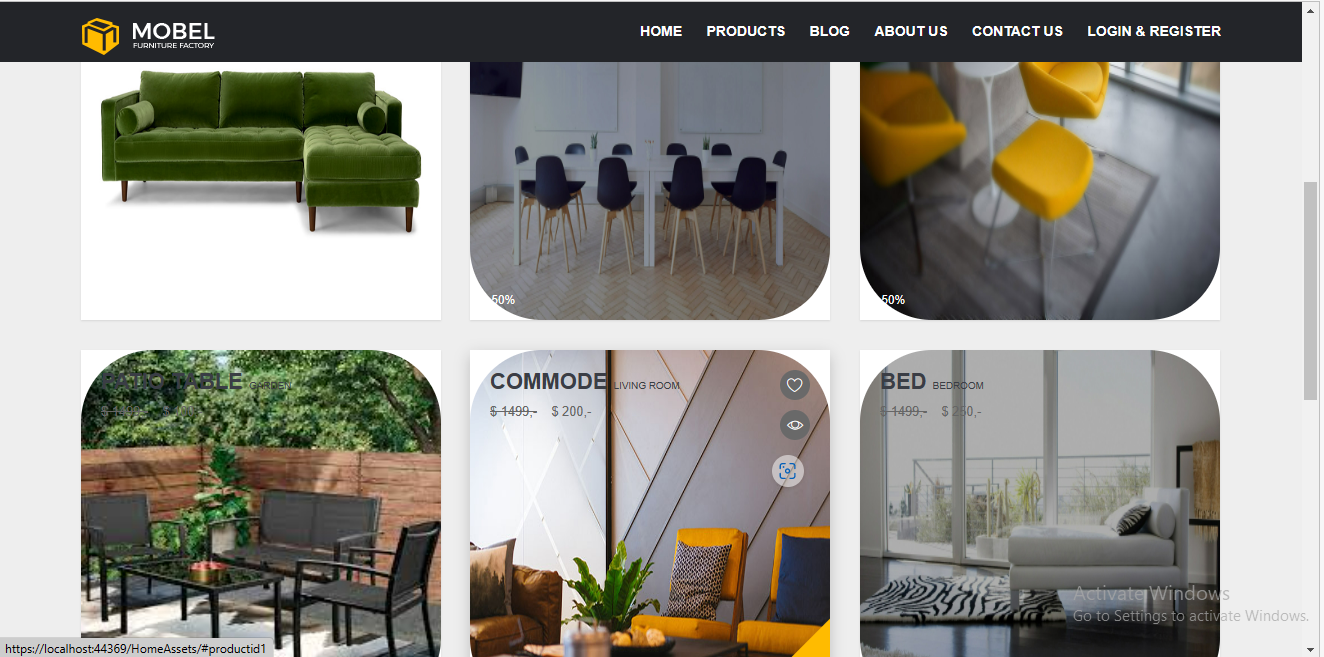 MOBEL
FURNITURE FACTORY
HOME PRODUCTS BLOG ABOUT US CONTACT US LOGIN & REGISTER
50%
50%
PATIO TABLE GARDEN
COMMODE LIVING ROOM
$ 1499,- $ 200,-
BED BEDROOM
$ 1499,- $ 250,-
Activate Windows
Go to Settings to activate Windows.
https://localhost:44369/HomeAssets/#productid1